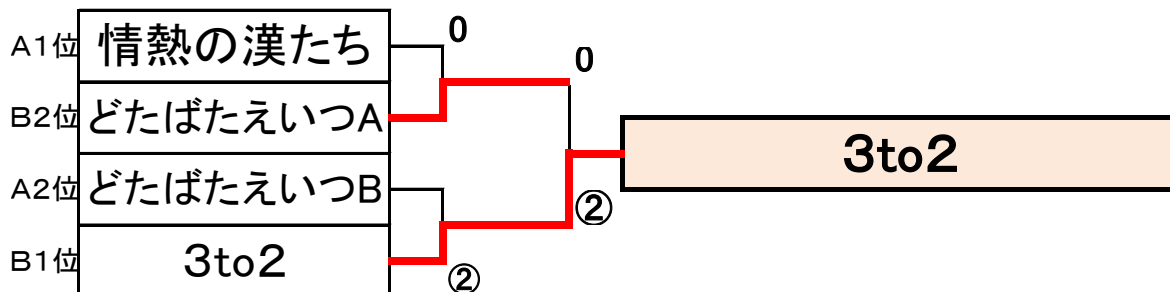 A1位 情熱の漢たち 0
0
B2位 どたばたえいつA
3to2
A2位 どたばたえいつB
②
B1位 3to2
②